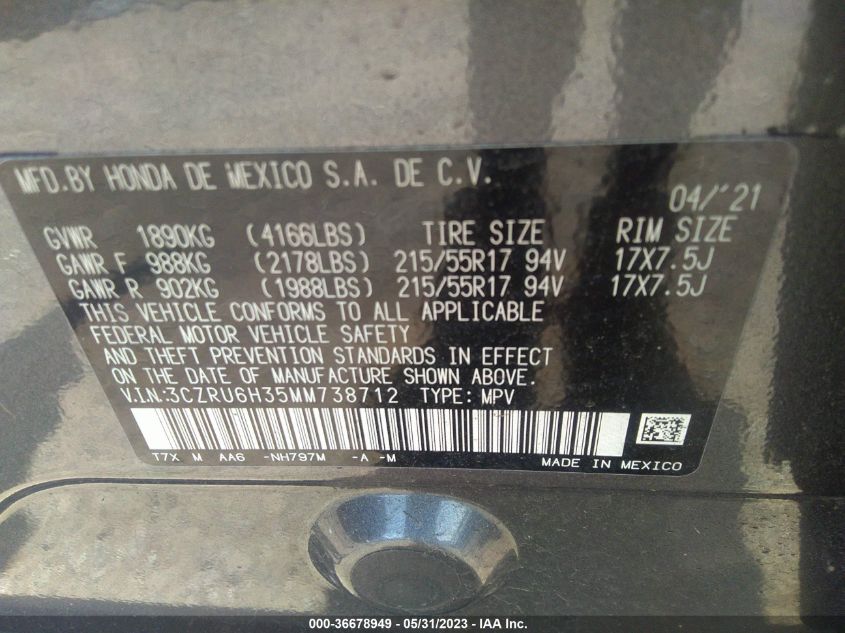 MFD.BY HONDA DE MEXICO S.A. DE C.V.
04/'21
GVWR 1890KG (4166LBS) TIRE SIZE RIM SIZE
GAWR F 988KG (2178LBS) 215/55R17 94V 17X7.5J
GAWR R 902KG (1988LBS) 215/55R17 94V 17X7.5J
THIS VEHICLE CONFORMS TO ALL APPLICABLE
FEDERAL MOTOR VEHICLE SAFETY
AND THEFT PREVENTION STANDARDS IN EFFECT
ON THE DATE OF MANUFACTURE SHOWN ABOVE.
V.I.N.:3CZRU6H35MM738712 TYPE: MPV
T7X M AA6 -NH797M -A -M
MADE IN MEXICO
000-36678949 - 05/31/2023 - IAA Inc.